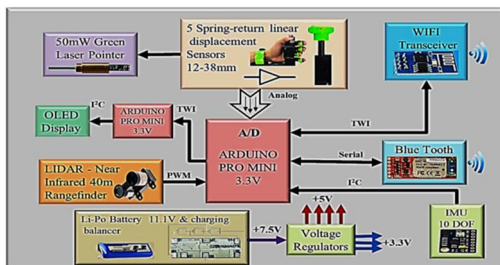 50mW Green
Laser Pointer
5 Spring-return linear
displacement
Sensors
12-38mm
WIFI
Transceiver
Analog
I²C
OLED
Display
ARDUINO
PRO MINI
3.3V
TWI
A/D
ARDUINO
PRO MINI
3.3V
TWI
Serial
Blue Tooth
LIDAR - Near
Infrared 40m
Rangefinder
PWM
I²C
IMU
10 DOF
Li-Po Battery 11.1V & charging
balancer
+7.5V
+5V
Voltage
Regulators
+3.3V